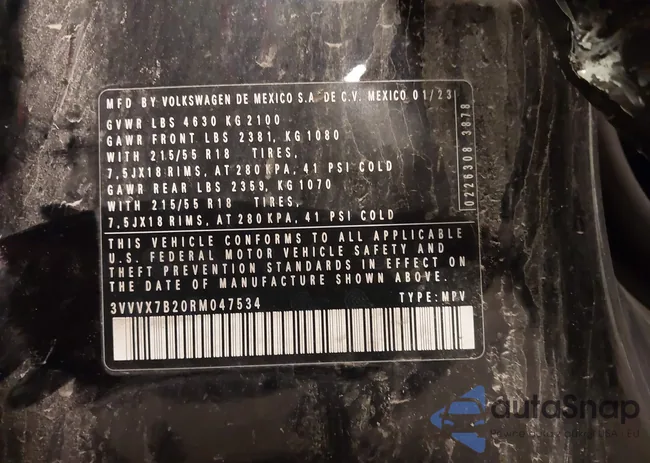 MFD BY VOLKSWAGEN DE MEXICO S.A. DE C.V. MEXICO 01/23
GVWR LBS 4630 KG 2100
GAWR FRONT LBS 2381, KG 1080
WITH 215/55 R18 TIRES,
7,5JX18 RIMS, AT 280 KPA, 41 PSI COLD
GAWR REAR LBS 2359, KG 1070
WITH 215/55 R18 TIRES,
7,5JX18 RIMS, AT 280 KPA, 41 PSI COLD
0226308 3878
THIS VEHICLE CONFORMS TO ALL APPLICABLE
U.S. FEDERAL MOTOR VEHICLE SAFETY AND
THEFT PREVENTION STANDARDS IN EFFECT ON
THE DATE OF MANUFACTURE SHOWN ABOVE.
3VVVX7B20RM047534 TYPE: MPV
autoSnap